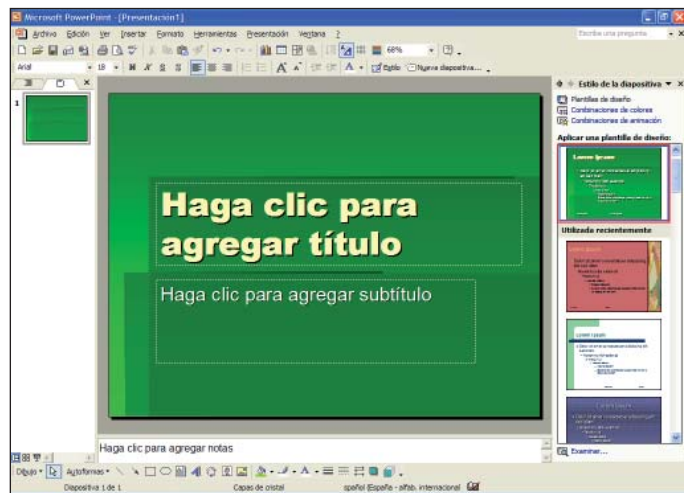 Microsoft PowerPoint - [Presentación1]
Archivo Edición Ver Insertar Formato Herramientas Presentación Ventana ?
Escriba una pregunta
68%
Arial 18 N K S S A A A Estilo Nueva diapositiva...
Estilo de la diapositiva
Plantillas de diseño
Combinaciones de colores
Combinaciones de animación
Aplicar una plantilla de diseño:
1
Haga clic para
agregar título
Haga clic para agregar subtítulo
Utilizada recientemente
Examinar...
Haga clic para agregar notas
Dibujo Autoformas
Diapositiva 1 de 1 Capas de cristal spañol (España - alfab. internacional